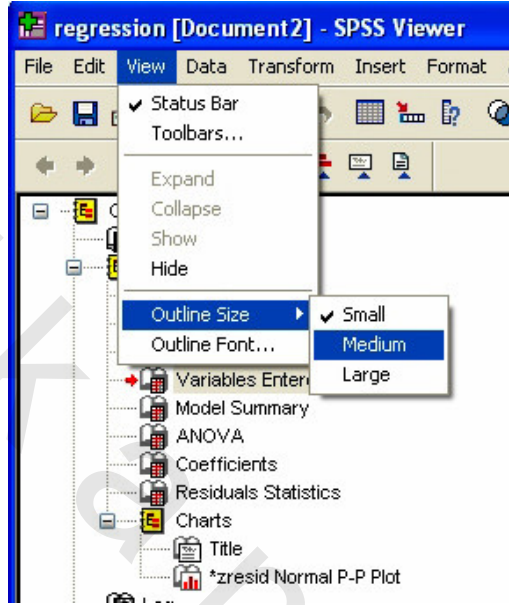 regression [Document2] - SPSS Viewer
File Edit View Data Transform Insert Format
Status Bar
Toolbars...
Expand
Collapse
Show
Hide
Outline Size
Outline Font...
Small
Medium
Large
Variables Entere
Model Summary
ANOVA
Coefficients
Residuals Statistics
Charts
Title
*zresid Normal P-P Plot